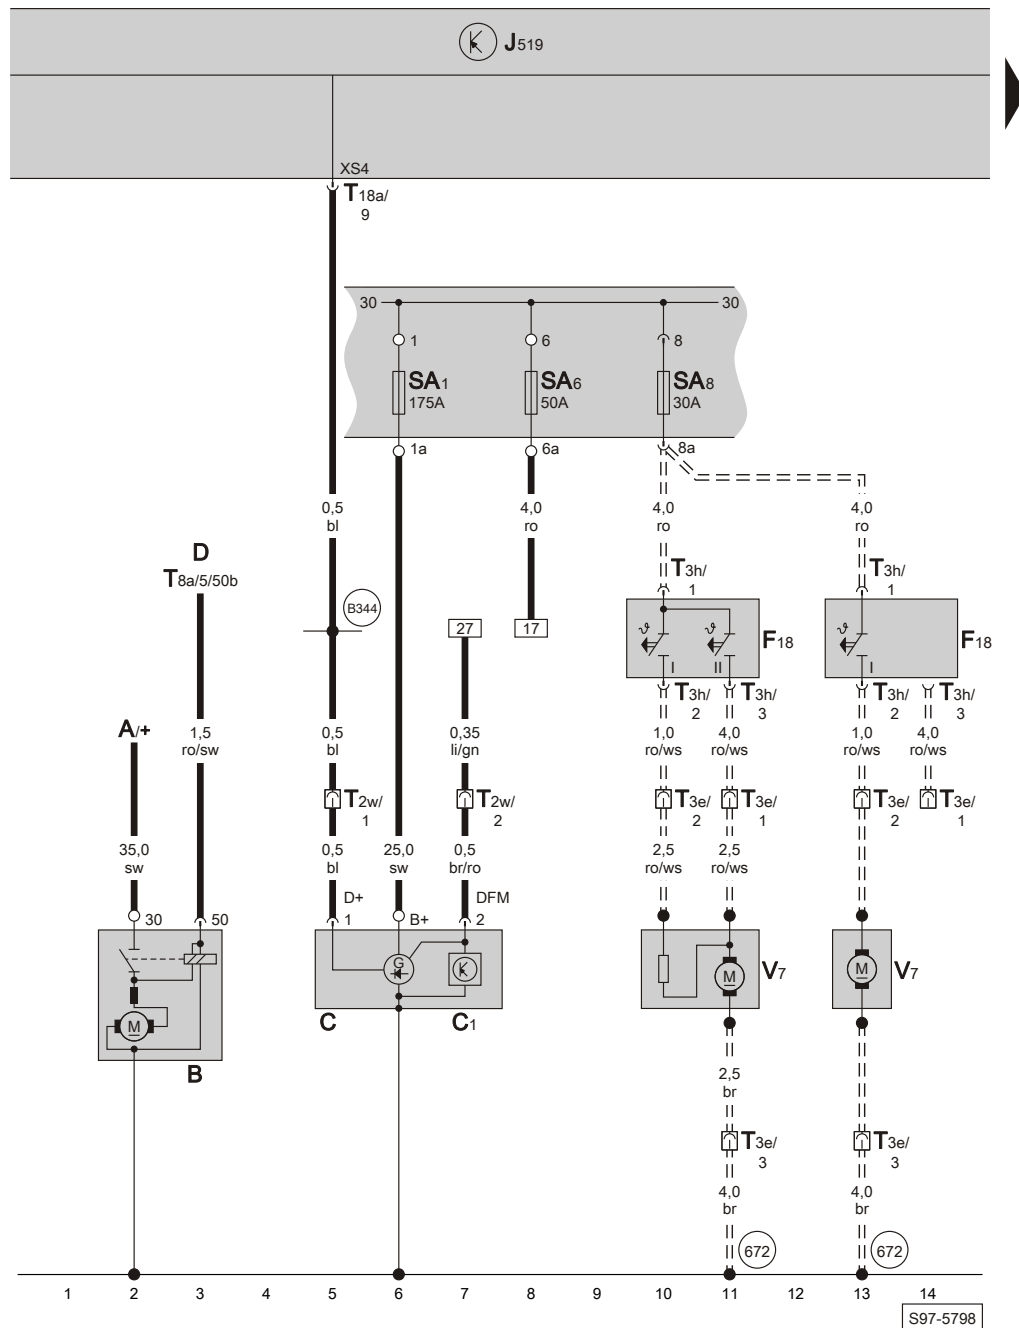 J519
XS4
T18a/
9
30
30
1
6
8
SA1
175A
SA6
50A
SA8
30A
1a
6a
8a
0,5
bl
4,0
ro
4,0
ro
4,0
ro
D
T8a/5/50b
T3h/
1
T3h/
1
B344
27
17
ϑ
I
ϑ
II
F18
ϑ
I
F18
T3h/
2
T3h/
3
T3h/
2
T3h/
3
A/+
1,5
ro/sw
0,5
bl
0,35
li/gn
1,0
ro/ws
4,0
ro/ws
1,0
ro/ws
4,0
ro/ws
T2w/
1
T2w/
2
T3e/
2
T3e/
1
T3e/
2
T3e/
1
35,0
sw
0,5
bl
25,0
sw
0,5
br/ro
2,5
ro/ws
2,5
ro/ws
D+
DFM
30
50
1
B+
2
G
M
V7
M
V7
M
C
C1
B
2,5
br
T3e/
3
T3e/
3
4,0
br
4,0
br
672
672
1 2 3 4 5 6 7 8 9 10 11 12 13 14
S97-5798